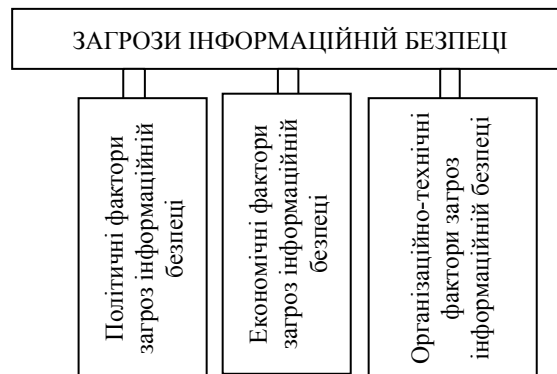 ЗАГРОЗИ ІНФОРМАЦІЙНІЙ БЕЗПЕЦІ
Політичні фактори
загроз інформаційній
безпеці
Економічні фактори
загроз інформаційній
безпеці
Організаційно-технічні
фактори загроз
інформаційній безпеці